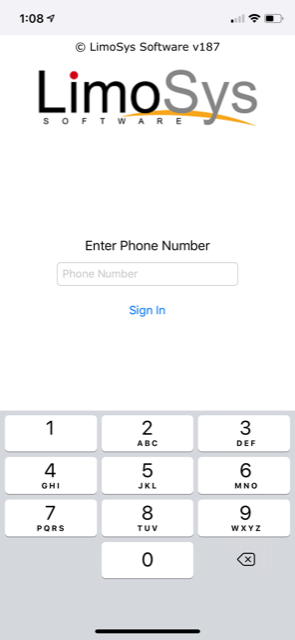 1:08
© LimoSys Software v187
LimoSys
SOFTWARE
Enter Phone Number
Phone Number
Sign In
1
2
ABC
3
DEF
4
GHI
5
JKL
6
MNO
7
PQRS
8
TUV
9
WXYZ
0